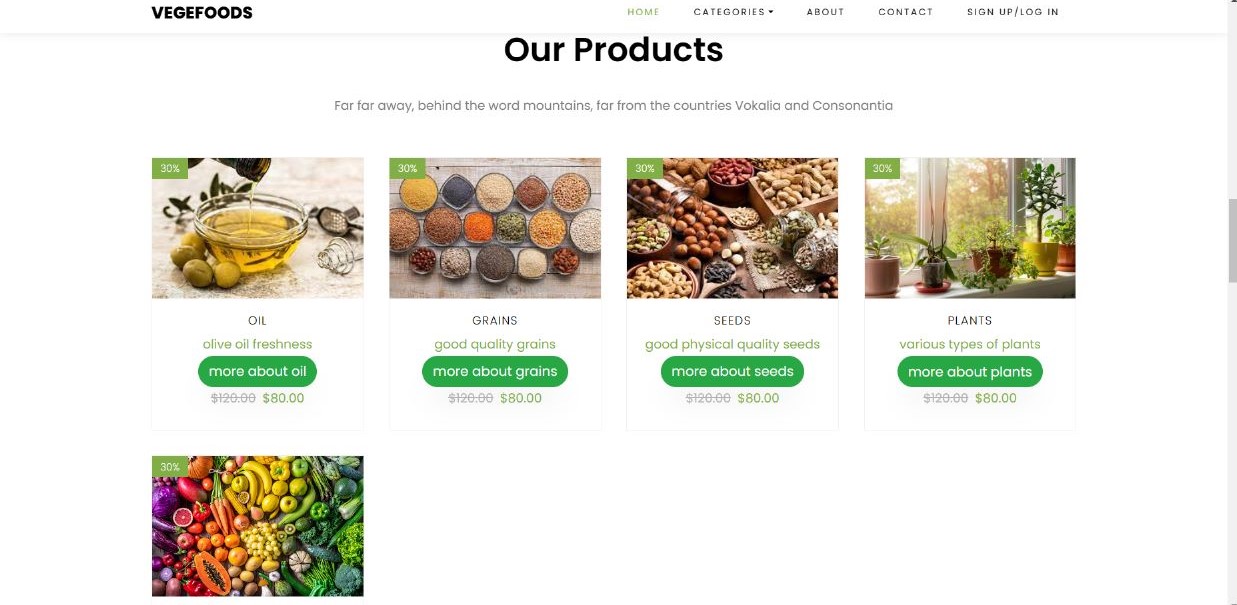 VEGEFOODS
HOME CATEGORIES ABOUT CONTACT SIGN UP/LOG IN
Our Products
Far far away, behind the word mountains, far from the countries Vokalia and Consonantia
30% 30% 30% 30%
OIL GRAINS SEEDS PLANTS
olive oil freshness good quality grains good physical quality seeds various types of plants
more about oil more about grains more about seeds more about plants
$120.00 $80.00 $120.00 $80.00 $120.00 $80.00 $120.00 $80.00
30%